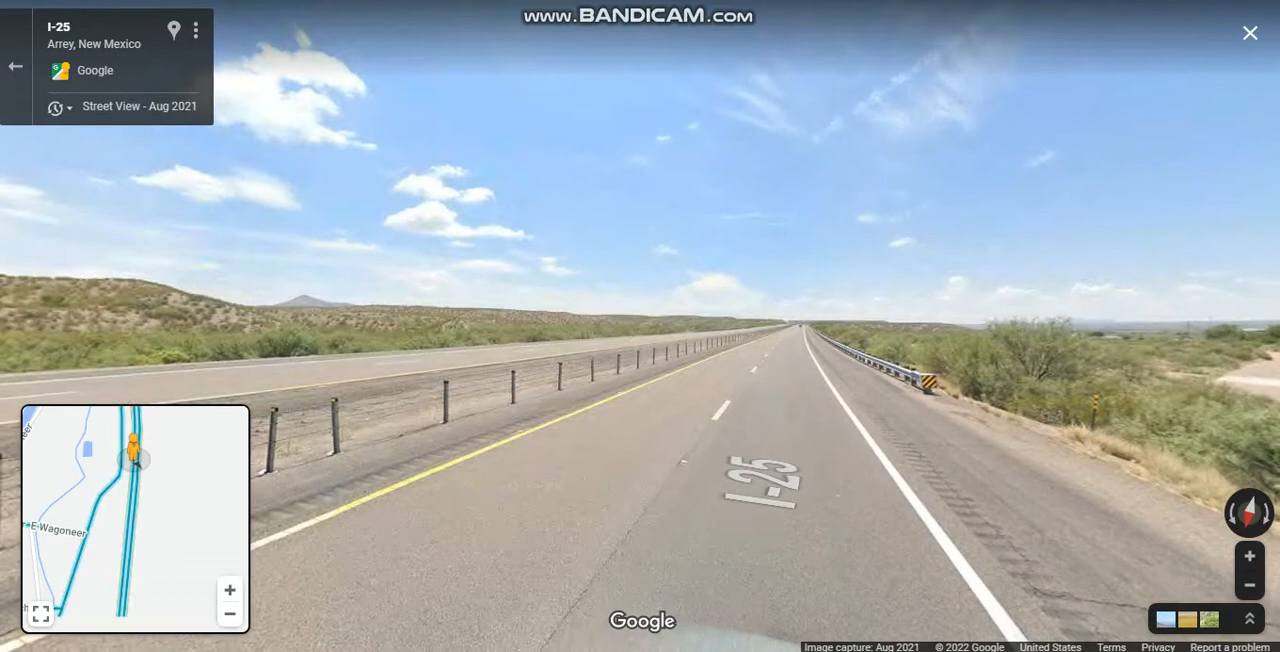 www.BANDICAM.com
I-25
Arrey, New Mexico
Google
Street View - Aug 2021
I-25
E Wagoneer
Google
Image capture: Aug 2021 © 2022 Google United States Terms Privacy Report a problem